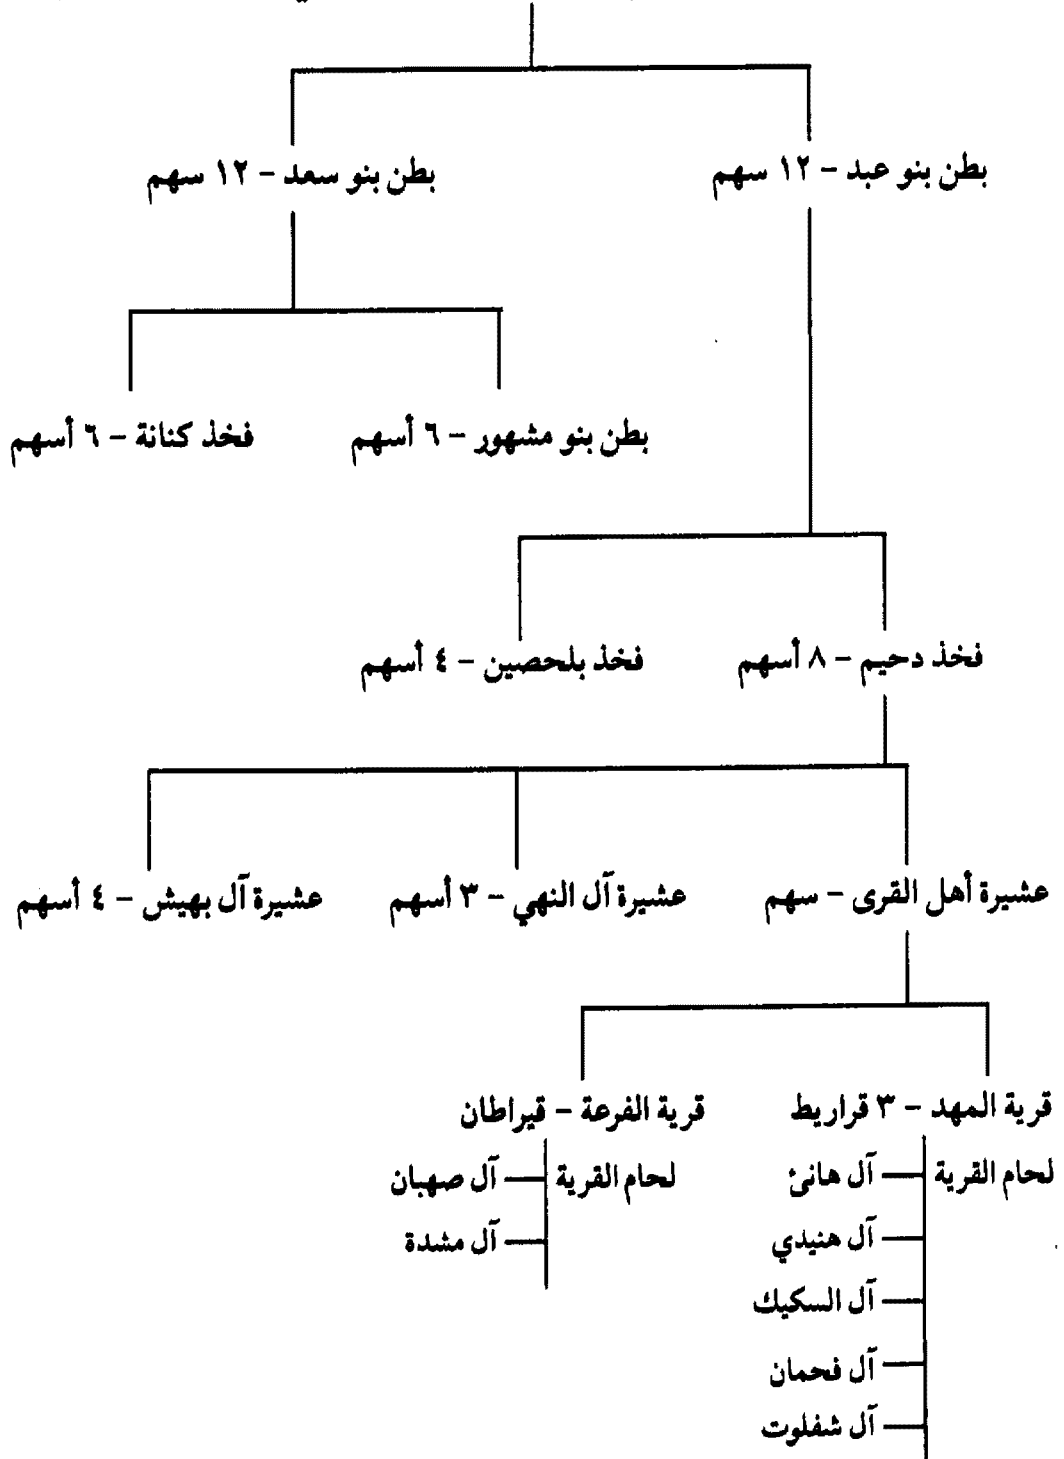 بطن بنو عبد – ١٢ سهم
بطن بنو سعد – ١٢ سهم
بطن بنو مشهور – ٦ أسهم
فخذ كنانة – ٦ أسهم
فخذ دحيم – ٨ أسهم
فخذ بلحصين – ٤ أسهم
عشيرة أهل القرى – سهم
عشيرة آل النهي – ٣ أسهم
عشيرة آل بهيش – ٤ أسهم
قرية المهد – ٣ قراريط
قرية الفرعة – قيراطان
لحام القرية
آل هانئ
آل هنيدي
آل السكيك
آل فحمان
آل شفلوت
لحام القرية
آل صهبان
آل مشدة